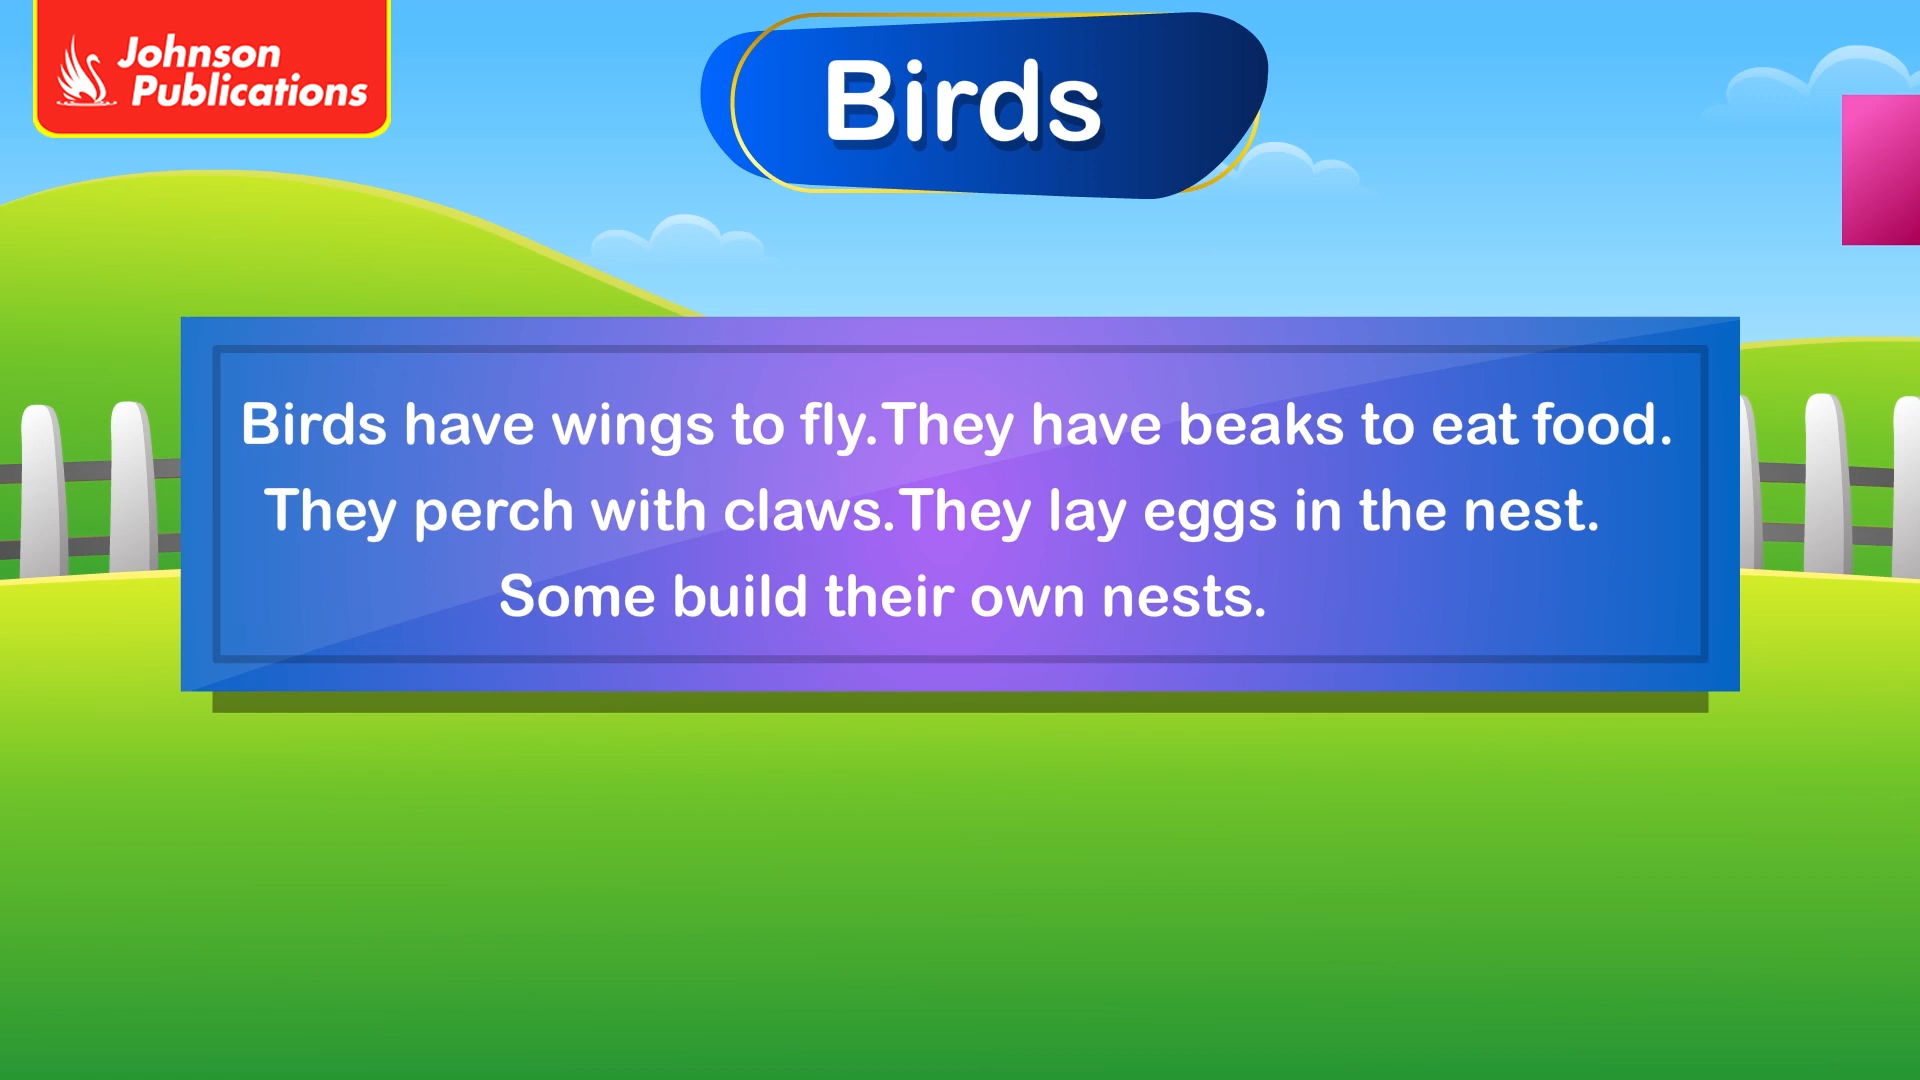 Johnson
Publications
Birds
Birds have wings to fly.They have beaks to eat food.
They perch with claws.They lay eggs in the nest.
Some build their own nests.